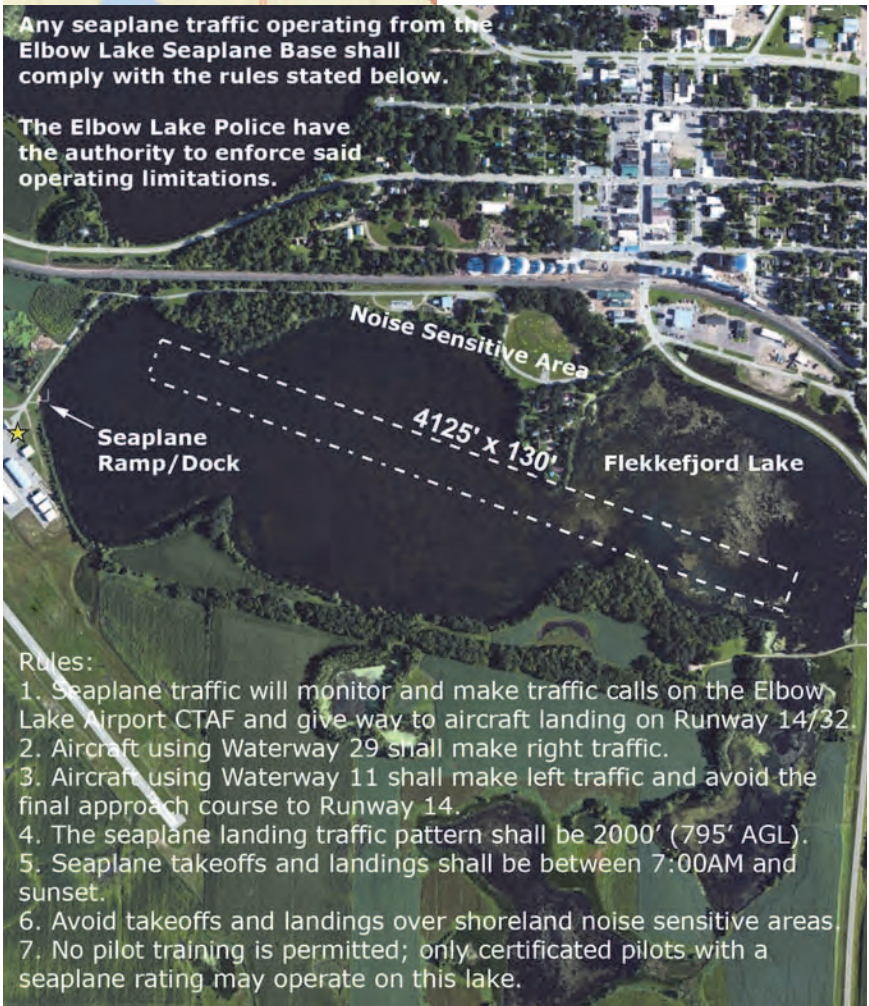 Any seaplane traffic operating from the
Elbow Lake Seaplane Base shall
comply with the rules stated below.
The Elbow Lake Police have
the authority to enforce said
operating limitations.
Noise Sensitive Area
4125' x 130'
Seaplane
Ramp/Dock
Flekkefjord Lake
Rules:
1. Seaplane traffic will monitor and make traffic calls on the Elbow
Lake Airport CTAF and give way to aircraft landing on Runway 14/32.
2. Aircraft using Waterway 29 shall make right traffic.
3. Aircraft using Waterway 11 shall make left traffic and avoid the
final approach course to Runway 14.
4. The seaplane landing traffic pattern shall be 2000’ (795’ AGL).
5. Seaplane takeoffs and landings shall be between 7:00AM and
sunset.
6. Avoid takeoffs and landings over shoreland noise sensitive areas.
7. No pilot training is permitted; only certificated pilots with a
seaplane rating may operate on this lake.